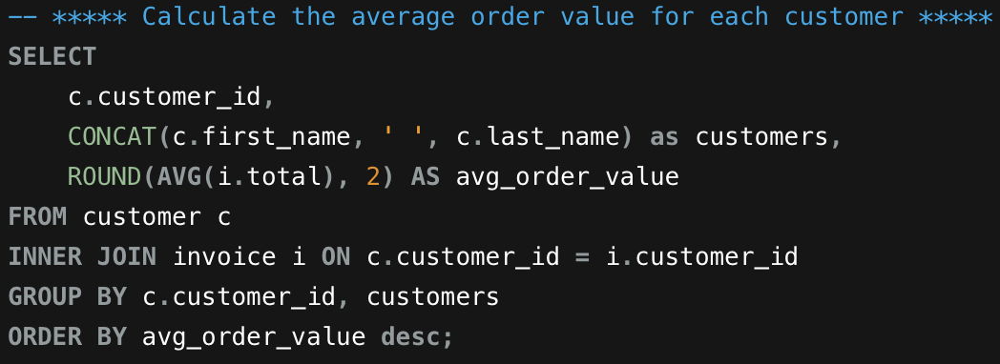 -- ***** Calculate the average order value for each customer *****
SELECT
    c.customer_id,
    CONCAT(c.first_name, ' ', c.last_name) as customers,
    ROUND(AVG(i.total), 2) AS avg_order_value
FROM customer c
INNER JOIN invoice i ON c.customer_id = i.customer_id
GROUP BY c.customer_id, customers
ORDER BY avg_order_value desc;